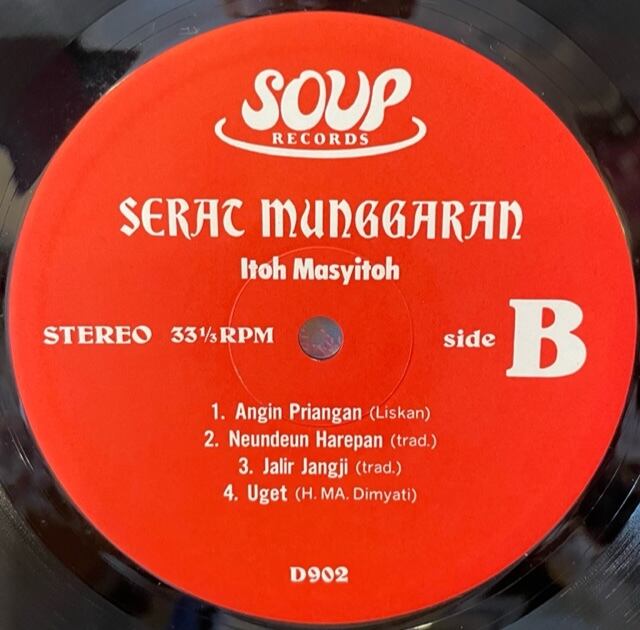 SOUP
RECORDS
SERAT MUNGGARAN
Itoh Masyitoh
STEREO 33⅓RPM side B
1. Angin Priangan (Liskan)
2. Neundeun Harepan (trad.)
3. Jalir Jangji (trad.)
4. Uget (H. MA. Dimyati)
D902